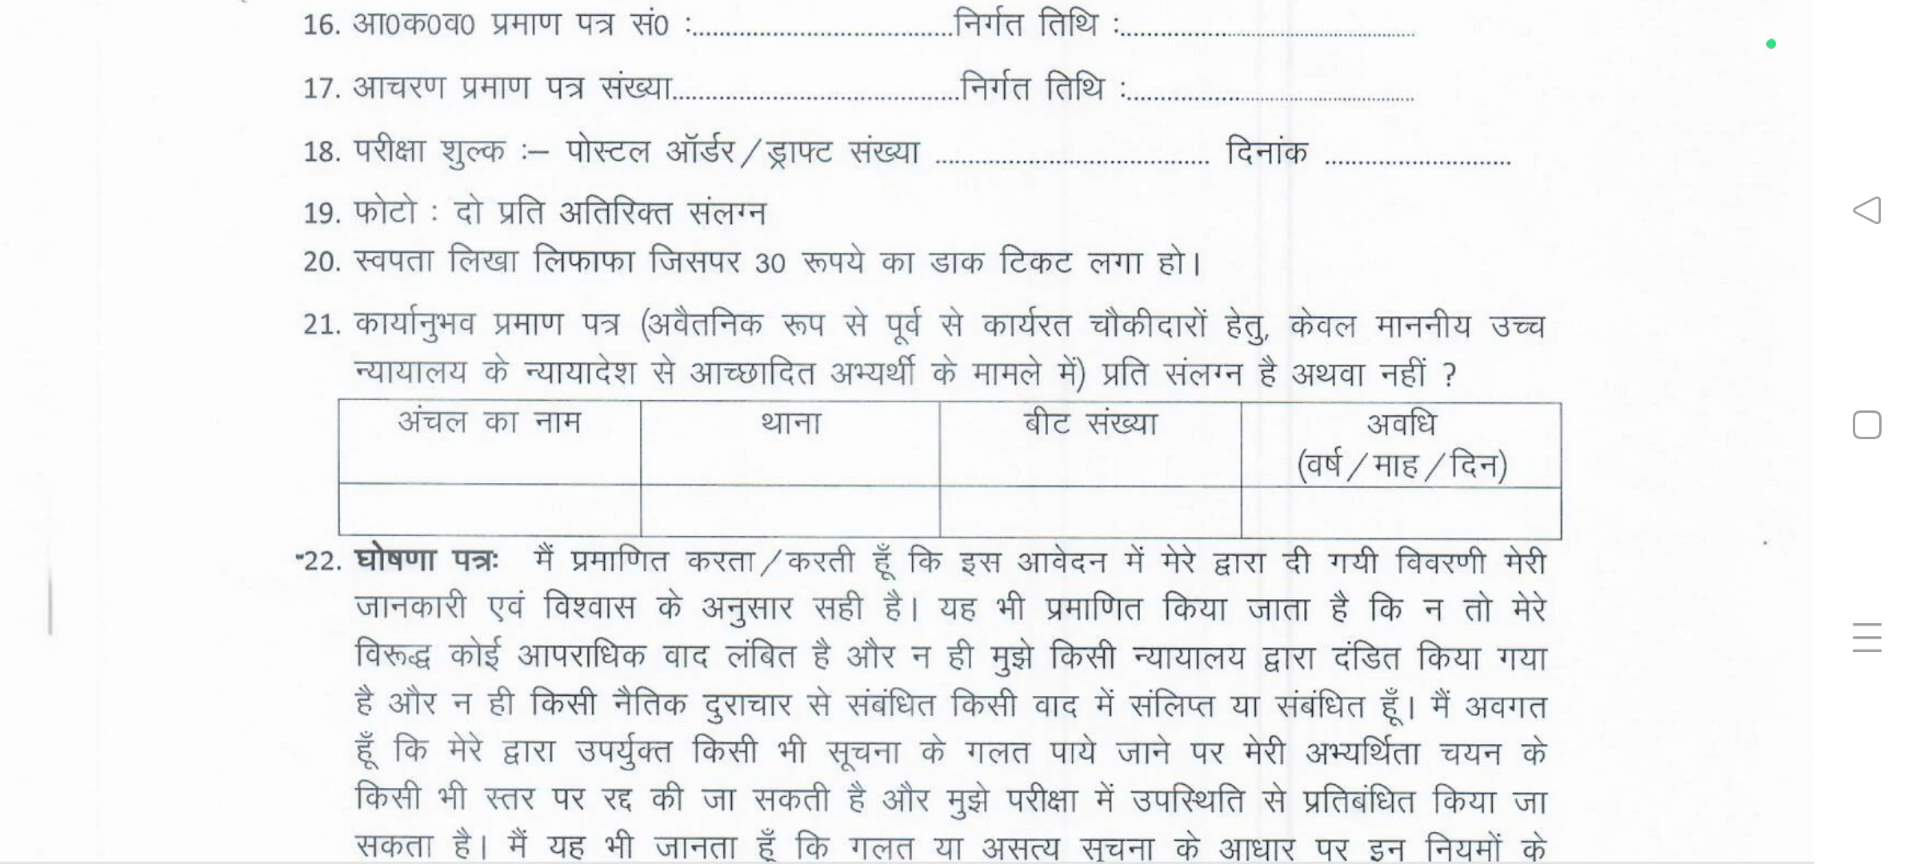 16. आ0क0व0 प्रमाण पत्र सं0 :.......................................निर्गत तिथि :.............................................
17. आचरण प्रमाण पत्र संख्या...........................................निर्गत तिथि :............................................
18. परीक्षा शुल्क :– पोस्टल ऑर्डर/ड्राफ्ट संख्या ......................................... दिनांक ............................
19. फोटो : दो प्रति अतिरिक्त संलग्न
20. स्वपता लिखा लिफाफा जिसपर 30 रूपये का डाक टिकट लगा हो।
21. कार्यानुभव प्रमाण पत्र (अवैतनिक रूप से पूर्व से कार्यरत चौकीदारों हेतु, केवल माननीय उच्च
न्यायालय के न्यायादेश से आच्छादित अभ्यर्थी के मामले में) प्रति संलग्न है अथवा नहीं ?
अंचल का नाम थाना बीट संख्या अवधि
(वर्ष/माह/दिन)
22. घोषणा पत्रः मैं प्रमाणित करता/करती हूँ कि इस आवेदन में मेरे द्वारा दी गयी विवरणी मेरी
जानकारी एवं विश्वास के अनुसार सही है। यह भी प्रमाणित किया जाता है कि न तो मेरे
विरूद्ध कोई आपराधिक वाद लंबित है और न ही मुझे किसी न्यायालय द्वारा दंडित किया गया
है और न ही किसी नैतिक दुराचार से संबंधित किसी वाद में संलिप्त या संबंधित हूँ। मैं अवगत
हूँ कि मेरे द्वारा उपर्युक्त किसी भी सूचना के गलत पाये जाने पर मेरी अभ्यर्थिता चयन के
किसी भी स्तर पर रद्द की जा सकती है और मुझे परीक्षा में उपस्थिति से प्रतिबंधित किया जा
सकता है। मैं यह भी जानता हूँ कि गलत या असत्य सूचना के आधार पर इन नियमों के